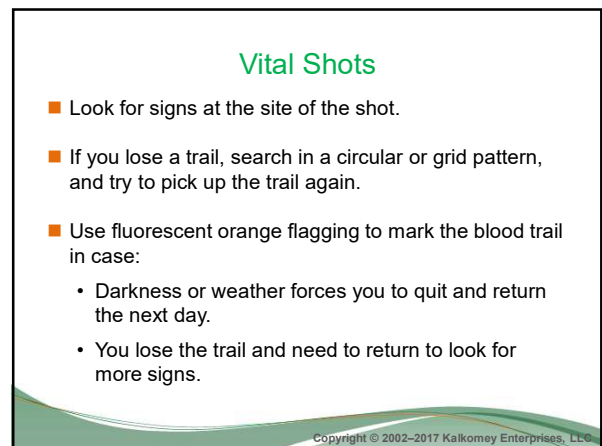 Vital Shots
Look for signs at the site of the shot.
If you lose a trail, search in a circular or grid pattern,
and try to pick up the trail again.
Use fluorescent orange flagging to mark the blood trail
in case:
• Darkness or weather forces you to quit and return
the next day.
• You lose the trail and need to return to look for
more signs.
Copyright © 2002–2017 Kalkomey Enterprises, LLC